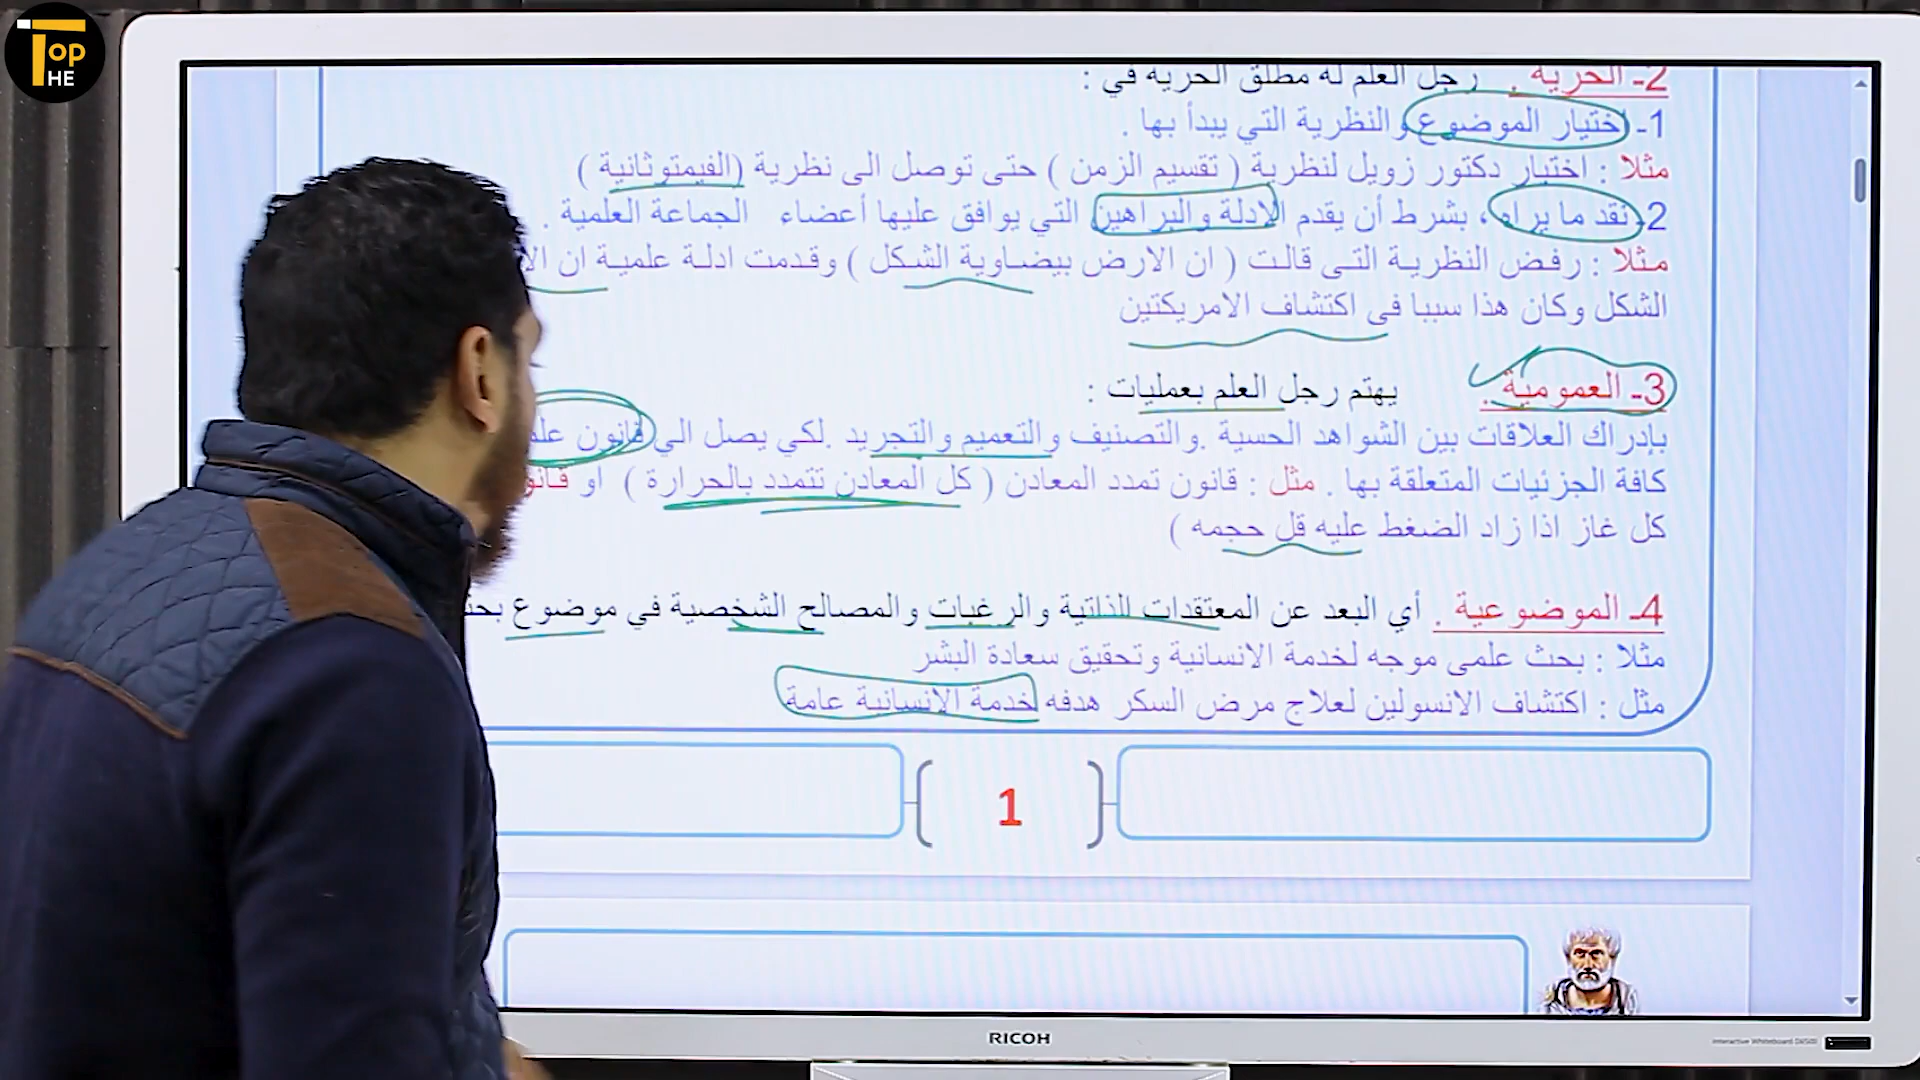 Top
HE
2ـ الحرية . رجل العلم له مطلق الحرية في :
1- اختيار الموضوع والنظرية التي يبدأ بها .
مثلا : اختيار دكتور زويل لنظرية ( تقسيم الزمن ) حتى توصل الى نظرية (الفيمتوثانية )
2- نقد ما يراه ، بشرط أن يقدم الادلة والبراهين التي يوافق عليها أعضاء الجماعة العلمية .
مثلا : رفض النظرية التى قالت ( ان الارض بيضاوية الشكل ) وقدمت ادلة علمية ان
الشكل وكان هذا سببا فى اكتشاف الامريكتين
3ـ العمومية . يهتم رجل العلم بعمليات :
بإدراك العلاقات بين الشواهد الحسية .والتصنيف والتعميم والتجريد .لكي يصل الي قانون
كافة الجزئيات المتعلقة بها . مثل : قانون تمدد المعادن ( كل المعادن تتمدد بالحرارة ) او
كل غاز اذا زاد الضغط عليه قل حجمه )
4ـ الموضوعية . أي البعد عن المعتقدات الذاتية والرغبات والمصالح الشخصية في موضوع
مثلا : بحث علمى موجه لخدمة الانسانية وتحقيق سعادة البشر
مثل : اكتشاف الانسولين لعلاج مرض السكر هدفه خدمة الإنسانية عامة
1
RICOH